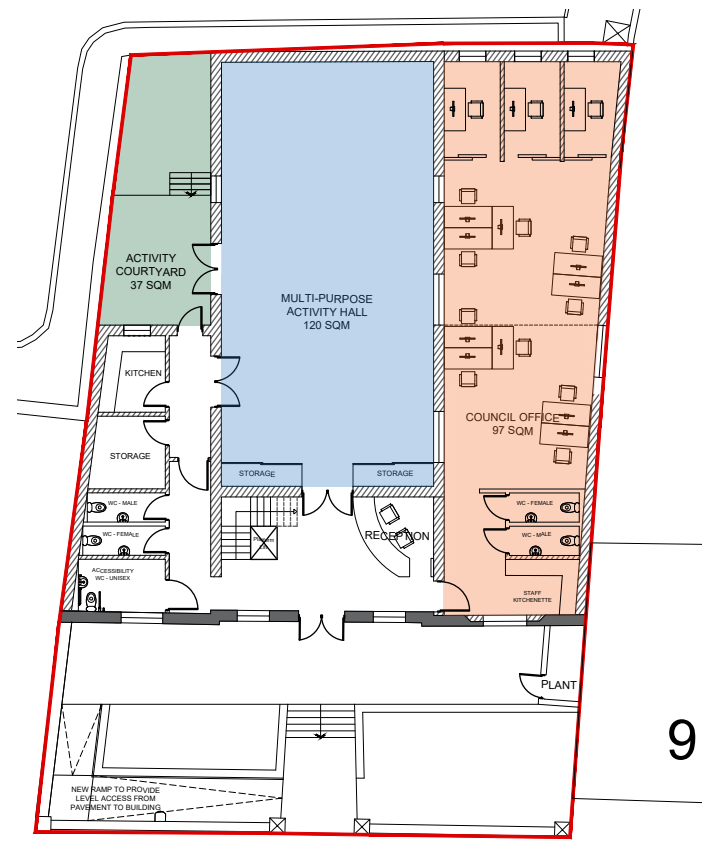 ACTIVITY
COURTYARD
37 SQM
MULTI-PURPOSE
ACTIVITY HALL
120 SQM
KITCHEN
COUNCIL OFFICE
97 SQM
STORAGE
STORAGE
STORAGE
WC - MALE
WC - FEMALE
ACCESSIBILITY
WC - UNISEX
Platform
Lift
RECEPTION
WC - FEMALE
WC - MALE
STAFF
KITCHENETTE
PLANT
9
NEW RAMP TO PROVIDE
LEVEL ACCESS FROM
PAVEMENT TO BUILDING